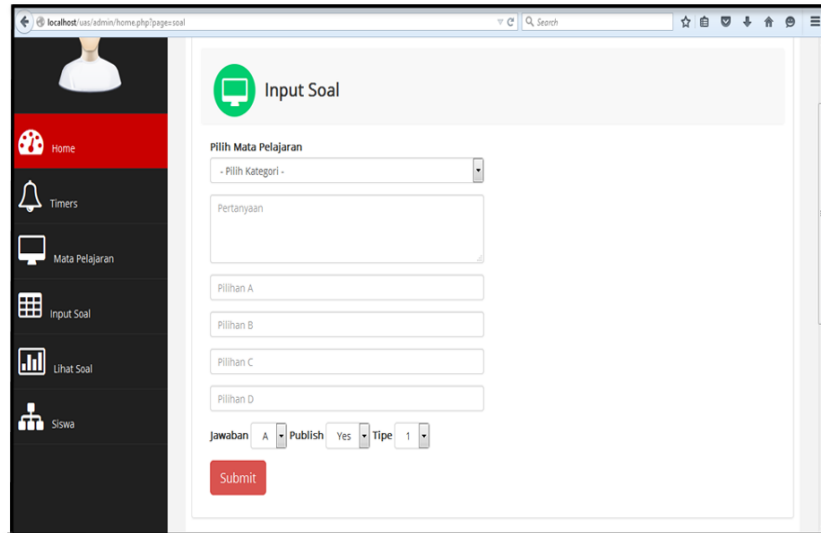 localhost/uas/admin/home.php?page=soal
Search
Input Soal
Home
Timers
Mata Pelajaran
Input Soal
Lihat Soal
Siswa
Pilih Mata Pelajaran
- Pilih Kategori -
Pertanyaan
Pilihan A
Pilihan B
Pilihan C
Pilihan D
Jawaban A Publish Yes Tipe 1
Submit